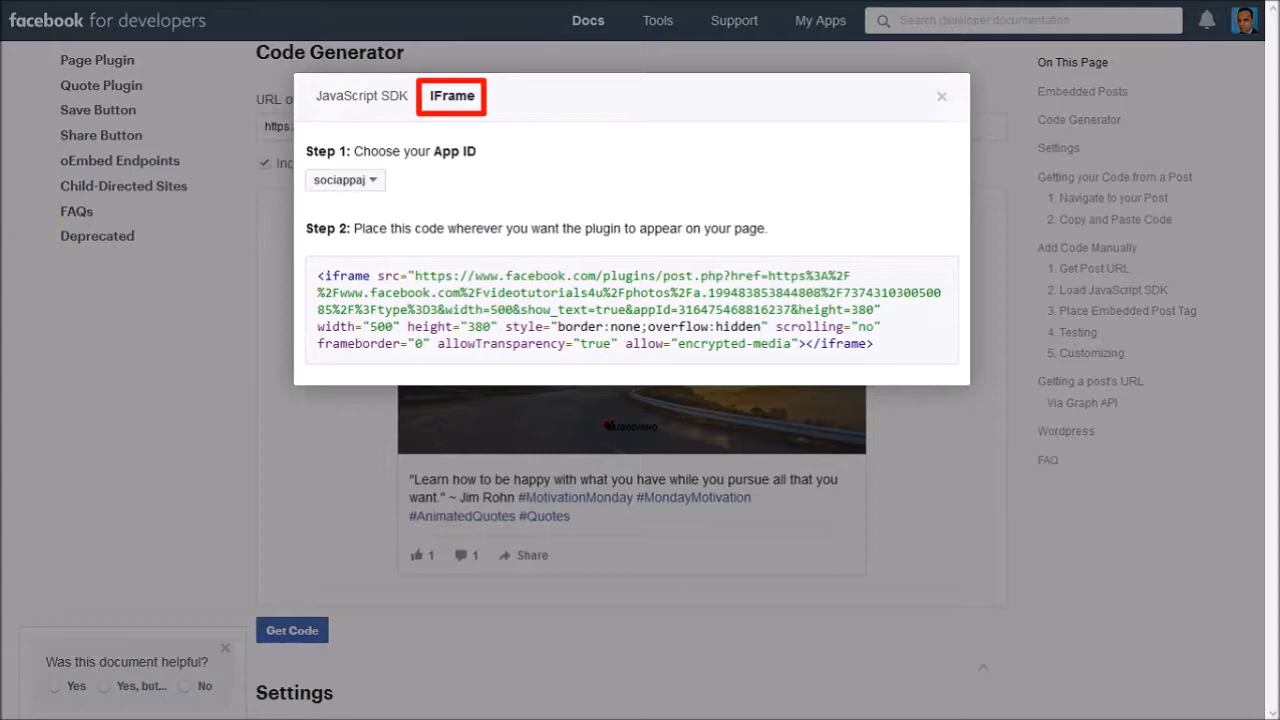 facebook for developers
Docs
Tools
Support
My Apps
Search developer documentation
Page Plugin
Quote Plugin
Save Button
Share Button
oEmbed Endpoints
Child-Directed Sites
FAQs
Deprecated
Code Generator
URL o
https:
Inc
JavaScript SDK
IFrame
Step 1: Choose your App ID
sociappaj
Step 2: Place this code wherever you want the plugin to appear on your page.
<iframe src="https://www.facebook.com/plugins/post.php?href=https%3A%2F
%2Fwww.facebook.com%2Fvideotutorials4u%2Fphotos%2Fa.199483853844808%2F7374310300500
85%2F%3Ftype%3D3&width=500&show_text=true&appId=316475468816237&height=380"
width="500" height="380" style="border:none;overflow:hidden" scrolling="no"
frameborder="0" allowTransparency="true" allow="encrypted-media"></iframe>
"Learn how to be happy with what you have while you pursue all that you
want." ~ Jim Rohn #MotivationMonday #MondayMotivation
#AnimatedQuotes #Quotes
1
1
Share
Get Code
Settings
Was this document helpful?
Yes
Yes, but...
No
On This Page
Embedded Posts
Code Generator
Settings
Getting your Code from a Post
1. Navigate to your Post
2. Copy and Paste Code
Add Code Manually
1. Get Post URL
2. Load JavaScript SDK
3. Place Embedded Post Tag
4. Testing
5. Customizing
Getting a post's URL
Via Graph API
Wordpress
FAQ